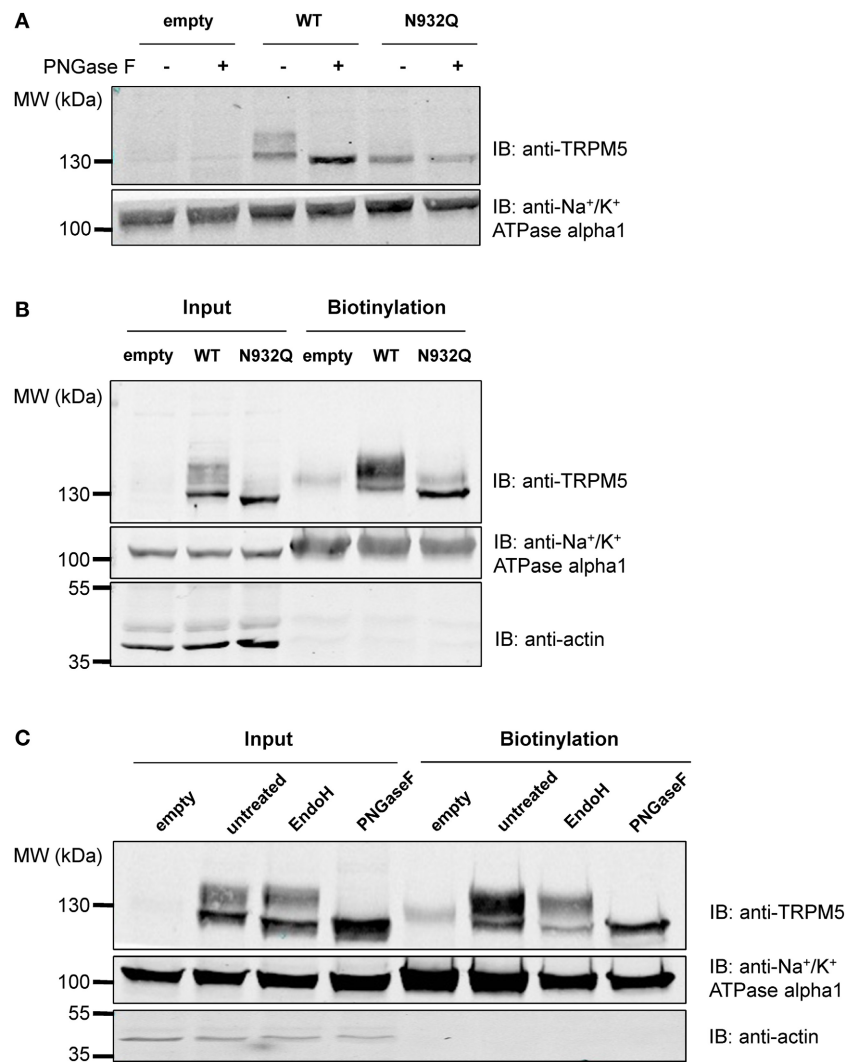 A
empty WT N932Q
PNGase F - + - + - +
MW (kDa)
130
IB: anti-TRPM5
100
IB: anti-Na⁺/K⁺
ATPase alpha1
B
Input Biotinylation
empty WT N932Q empty WT N932Q
MW (kDa)
130
IB: anti-TRPM5
100
IB: anti-Na⁺/K⁺
ATPase alpha1
55
35
IB: anti-actin
C
Input Biotinylation
empty untreated EndoH PNGaseF empty untreated EndoH PNGaseF
MW (kDa)
130
IB: anti-TRPM5
100
IB: anti-Na⁺/K⁺
ATPase alpha1
55
35
IB: anti-actin